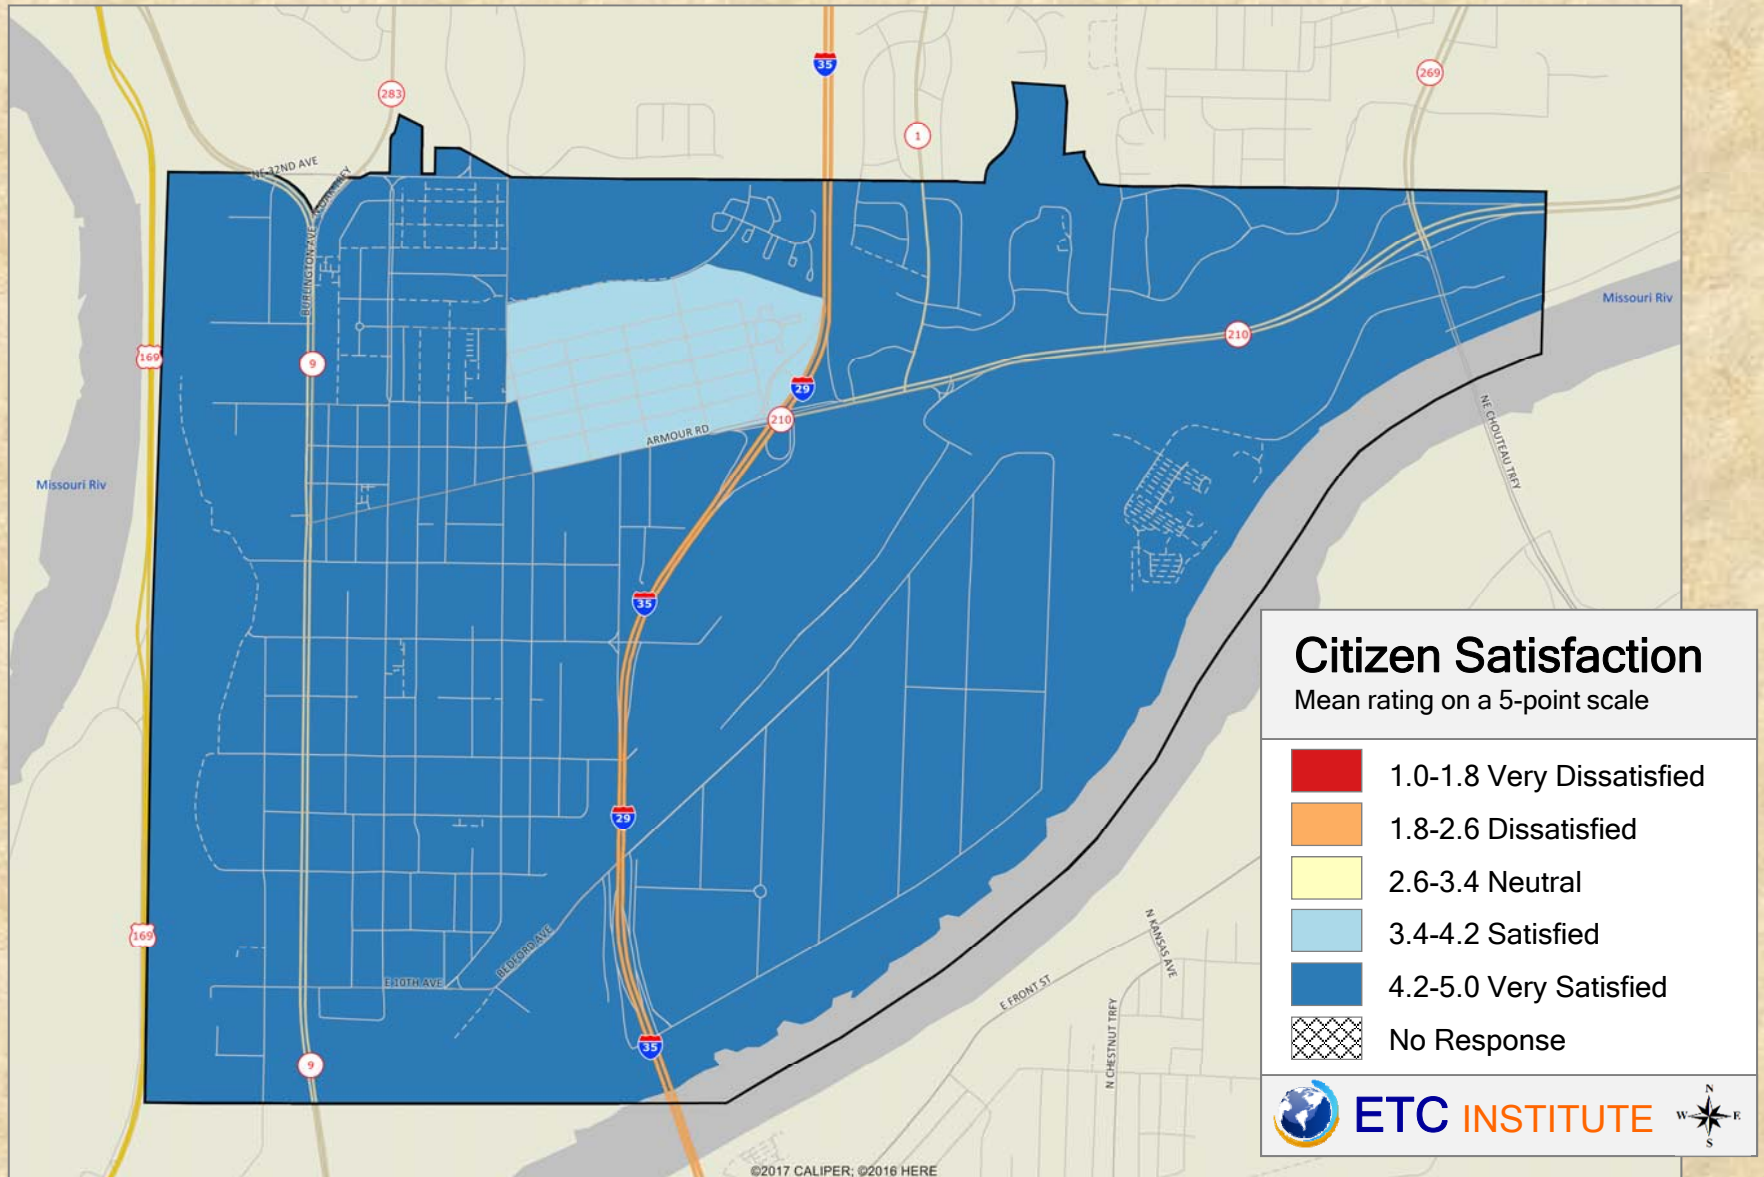 35
269
283
1
NE 32ND AVE
BURLINGTON AVE
Missouri Riv
210
169
9
29
210
ARMOUR RD
NE CHOUTEAU TRFY
Missouri Riv
35
Citizen Satisfaction
Mean rating on a 5-point scale
1.0-1.8 Very Dissatisfied
1.8-2.6 Dissatisfied
2.6-3.4 Neutral
3.4-4.2 Satisfied
4.2-5.0 Very Satisfied
No Response
29
169
BEDFORD AVE
E 10TH AVE
N KANSAS AVE
E FRONT ST
N CHESTNUT TRFY
35
9
ETC INSTITUTE
N
W E
S
©2017 CALIPER; ©2016 HERE